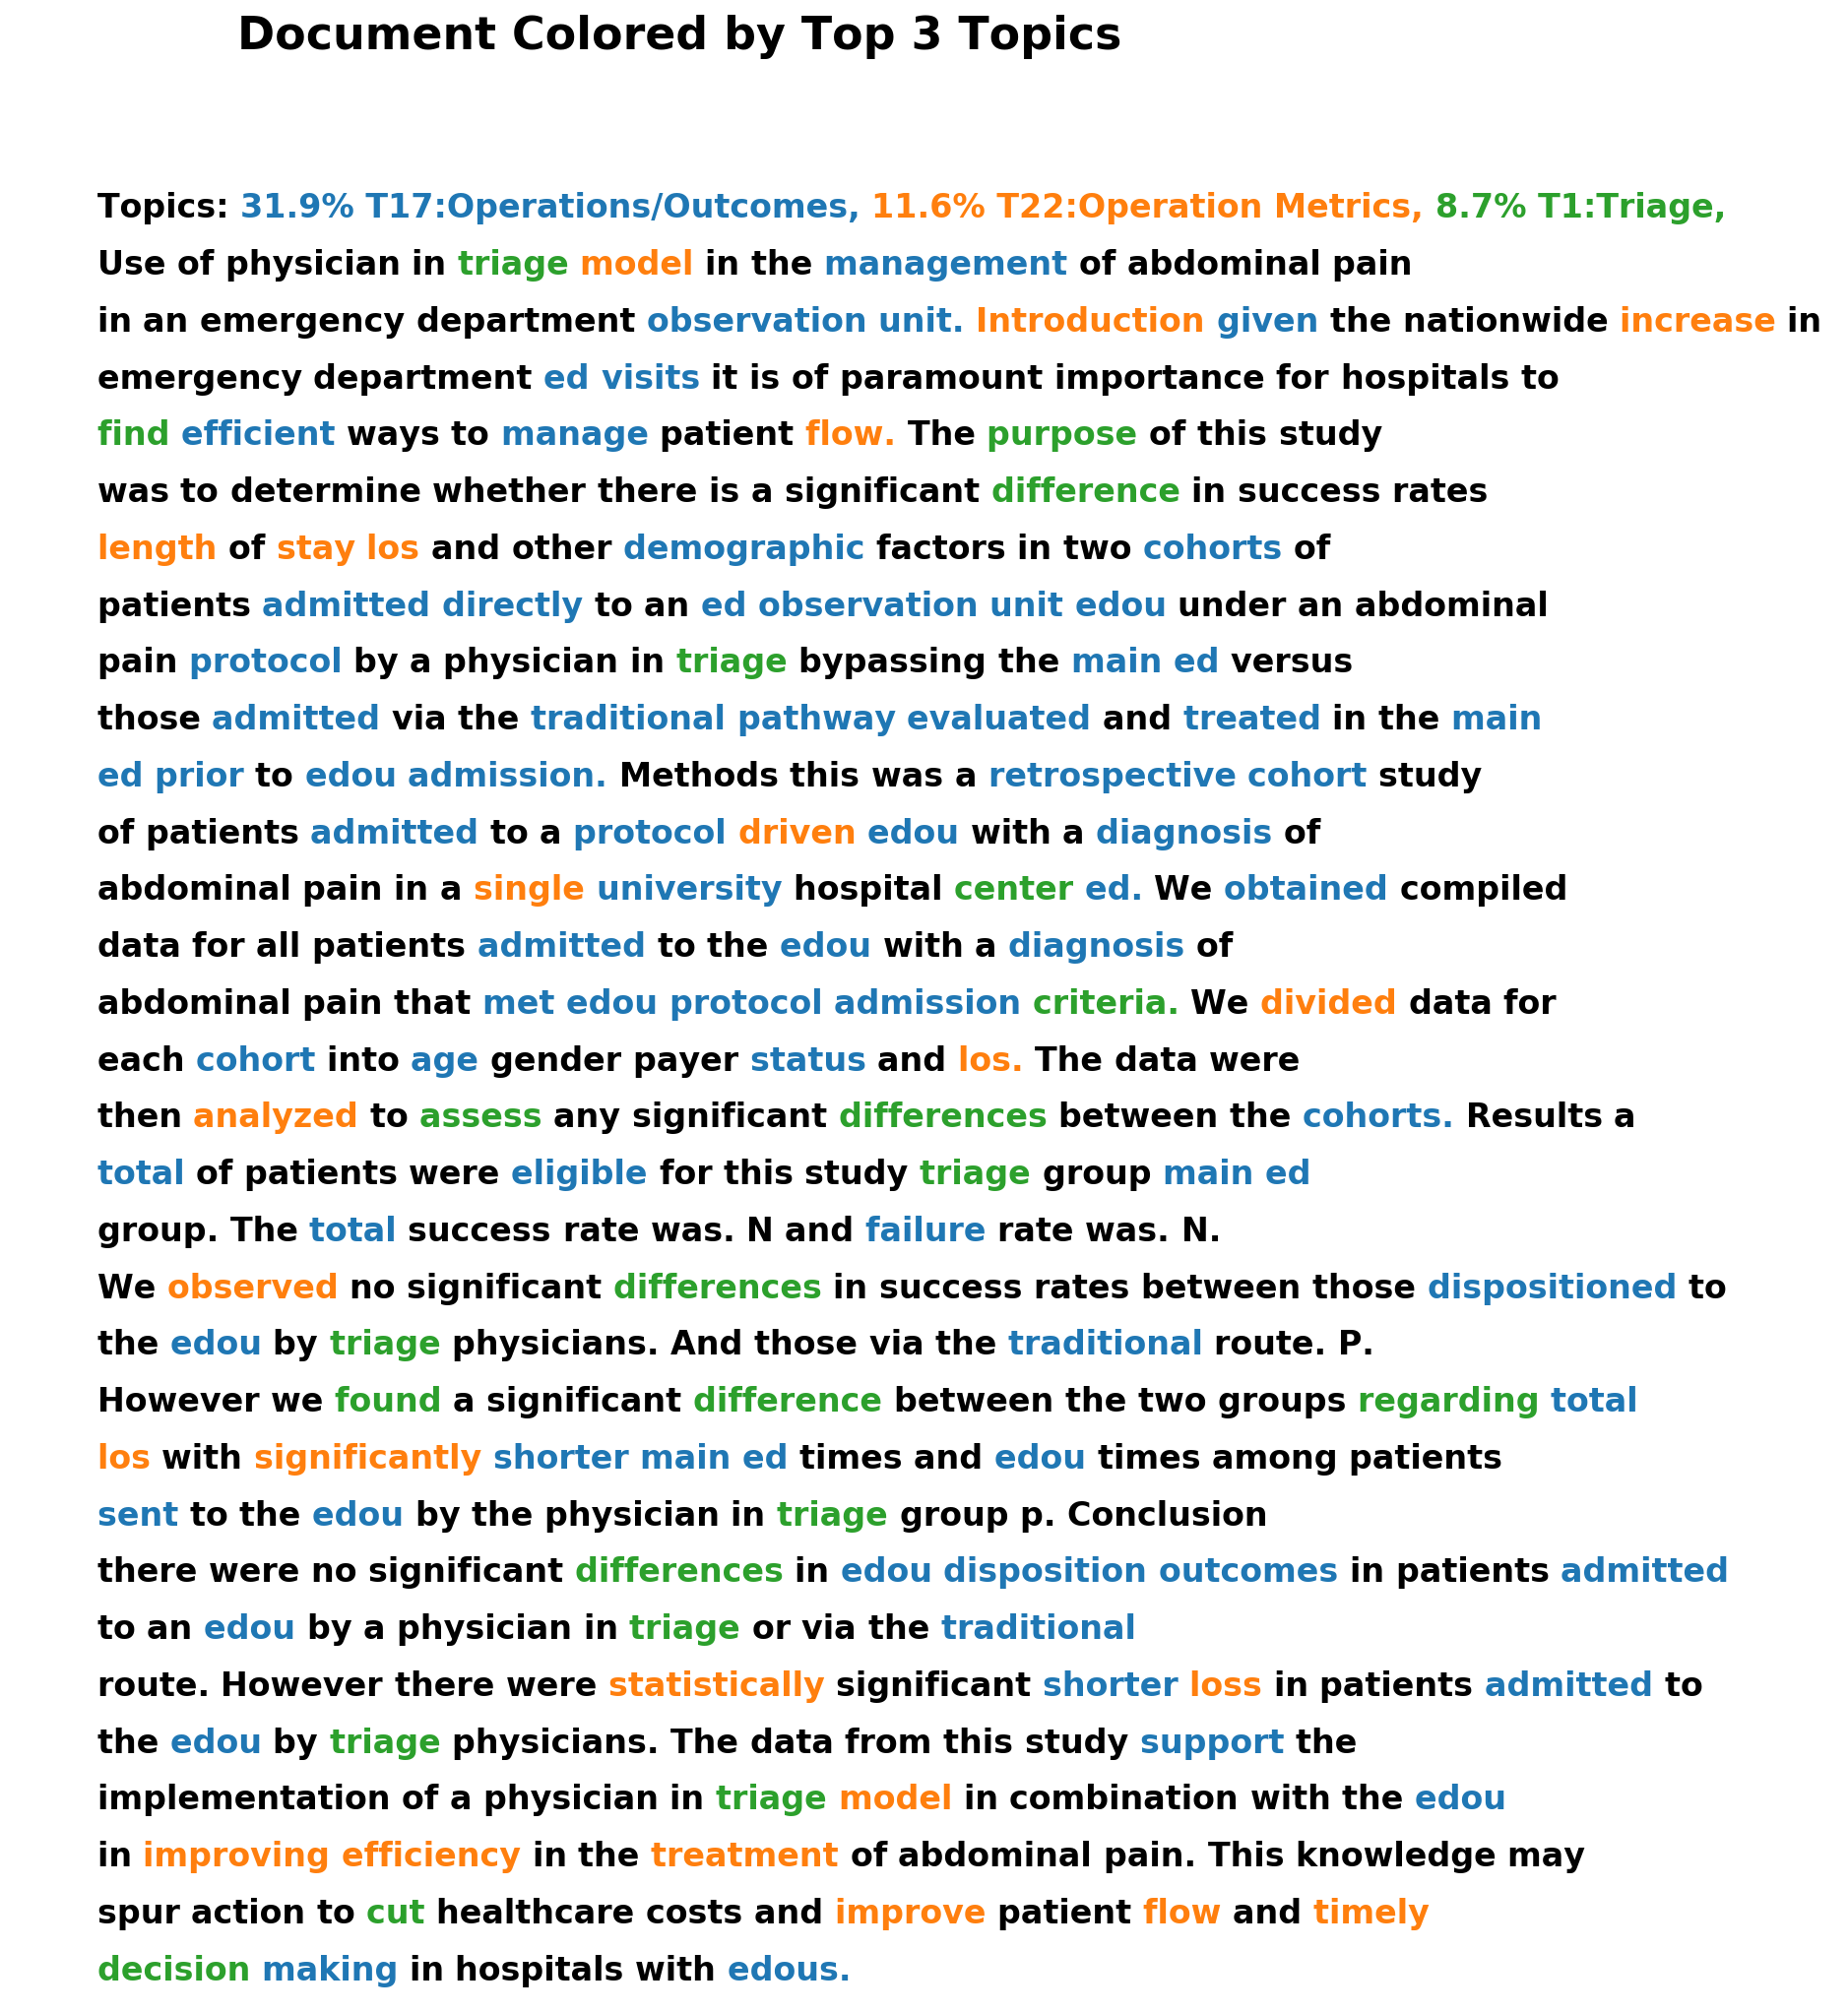 Document Colored by Top 3 Topics
Topics: 31.9% T17:Operations/Outcomes, 11.6% T22:Operation Metrics, 8.7% T1:Triage,
Use of physician in triage model in the management of abdominal pain
in an emergency department observation unit. Introduction given the nationwide increase in
emergency department ed visits it is of paramount importance for hospitals to
find efficient ways to manage patient flow. The purpose of this study
was to determine whether there is a significant difference in success rates
length of stay los and other demographic factors in two cohorts of
patients admitted directly to an ed observation unit edou under an abdominal
pain protocol by a physician in triage bypassing the main ed versus
those admitted via the traditional pathway evaluated and treated in the main
ed prior to edou admission. Methods this was a retrospective cohort study
of patients admitted to a protocol driven edou with a diagnosis of
abdominal pain in a single university hospital center ed. We obtained compiled
data for all patients admitted to the edou with a diagnosis of
abdominal pain that met edou protocol admission criteria. We divided data for
each cohort into age gender payer status and los. The data were
then analyzed to assess any significant differences between the cohorts. Results a
total of patients were eligible for this study triage group main ed
group. The total success rate was. N and failure rate was. N.
We observed no significant differences in success rates between those dispositioned to
the edou by triage physicians. And those via the traditional route. P.
However we found a significant difference between the two groups regarding total
los with significantly shorter main ed times and edou times among patients
sent to the edou by the physician in triage group p. Conclusion
there were no significant differences in edou disposition outcomes in patients admitted
to an edou by a physician in triage or via the traditional
route. However there were statistically significant shorter loss in patients admitted to
the edou by triage physicians. The data from this study support the
implementation of a physician in triage model in combination with the edou
in improving efficiency in the treatment of abdominal pain. This knowledge may
spur action to cut healthcare costs and improve patient flow and timely
decision making in hospitals with edous.